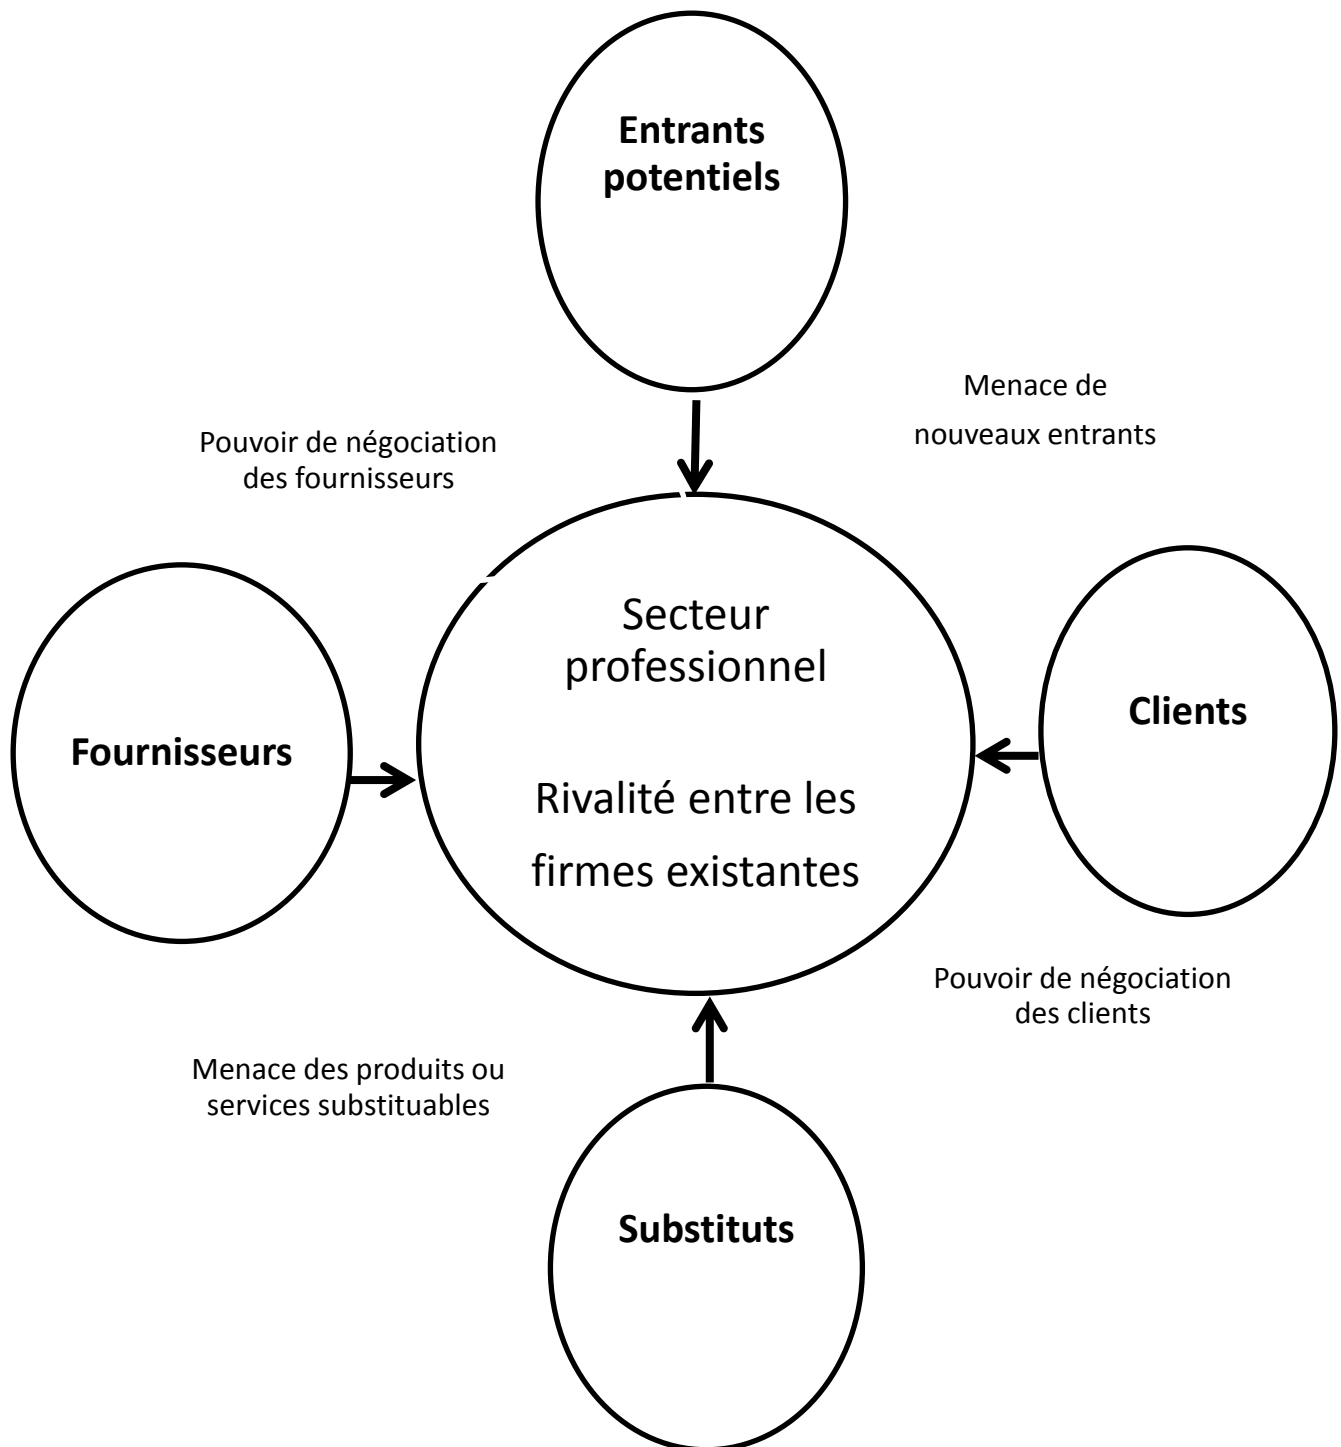 Entrants
potentiels
Menace de
nouveaux entrants
Pouvoir de négociation
des fournisseurs
Secteur
professionnel
Rivalité entre les
firmes existantes
Fournisseurs
Clients
Pouvoir de négociation
des clients
Menace des produits ou
services substituables
Substituts